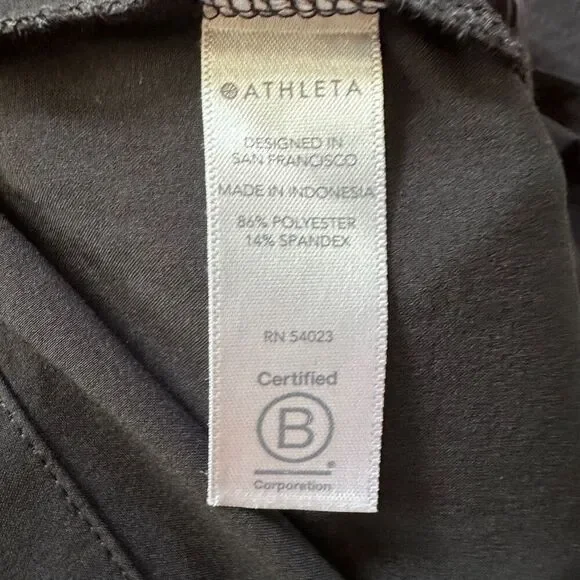 ATHLETA
DESIGNED IN
SAN FRANCISCO
MADE IN INDONESIA
86% POLYESTER
14% SPANDEX
RN 54023
Certified
B
®
Corporation